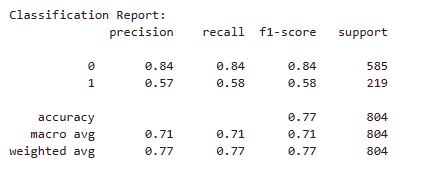 Classification Report:
precision recall f1-score support
0 0.84 0.84 0.84 585
1 0.57 0.58 0.58 219
accuracy 0.77 804
macro avg 0.71 0.71 0.71 804
weighted avg 0.77 0.77 0.77 804